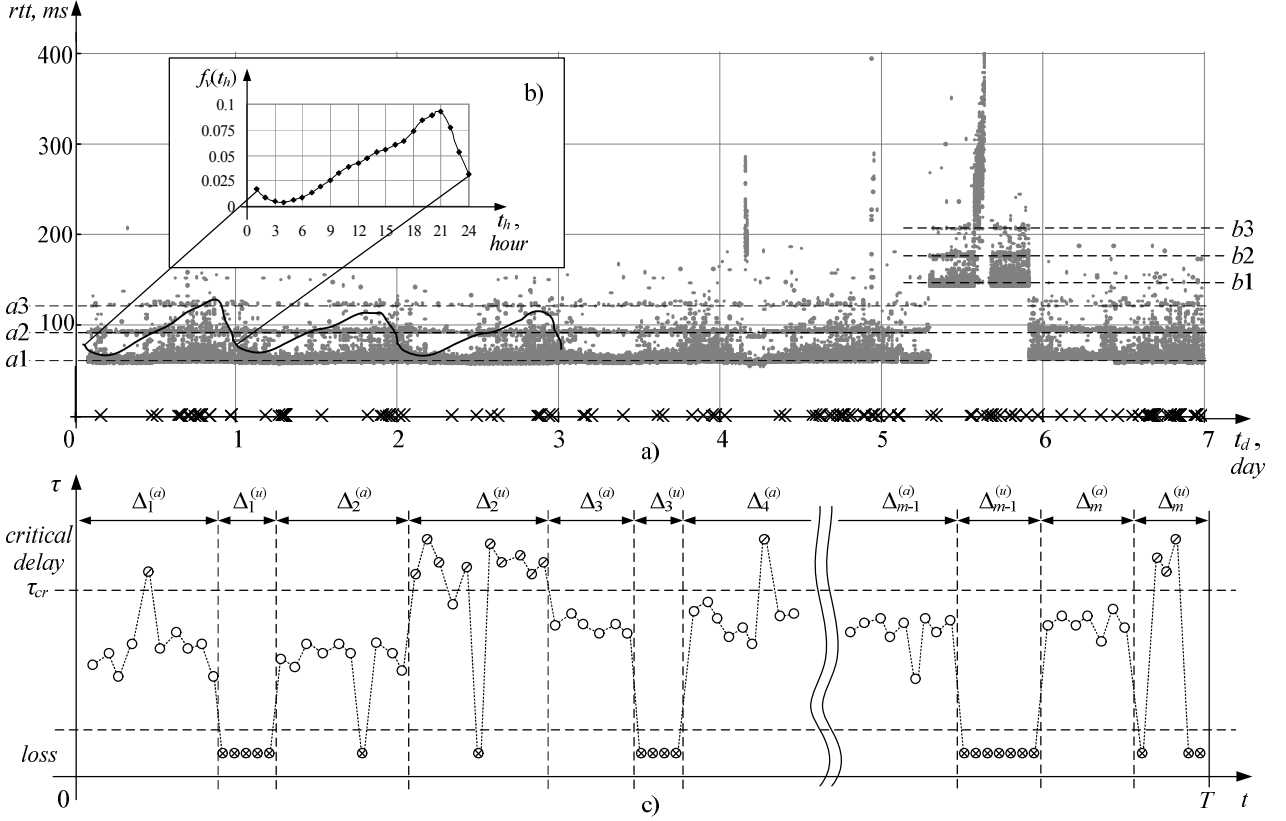 rtt, ms
400
300
200
100
a3
a2
a1
b3
b2
b1
f_v(t_h)
b)
0.1
0.075
0.05
0.025
0
0 3 6 9 12 15 18 21 24
t_h, hour
0 1 2 3 4 5 6 7
t_d, day
a)
τ
Δ_1^(a) Δ_1^(u) Δ_2^(a) Δ_2^(u) Δ_3^(a) Δ_3^(u) Δ_4^(a) Δ_m-1^(a) Δ_m-1^(u) Δ_m^(a) Δ_m^(u)
critical
delay
τ_cr
loss
0
T
t
c)